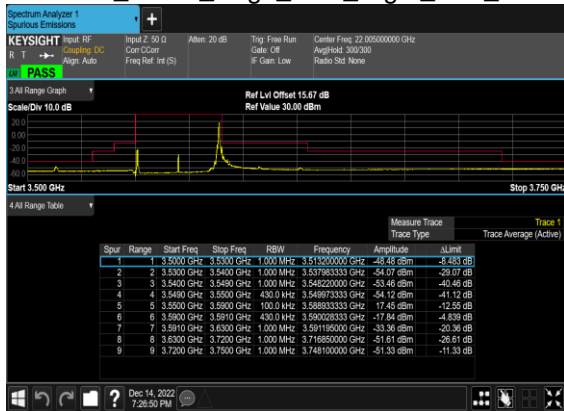 Spectrum Analyzer 1
Spurious Emissions
KEYSIGHT Input: RF Input Z: 50 Ω Atten: 20 dB Trig: Free Run Center Freq: 22.005000000 GHz
R T Coupling: DC Corr CCorr Gate: Off Avg|Hold: 300/300
Align: Auto Freq Ref: Int (S) IF Gain: Low Radio Std: None
PASS
3 All Range Graph Ref Lvl Offset 15.67 dB
Scale/Div 10.0 dB Ref Value 30.00 dBm
20.0
0.00
-20.0
-40.0
-60.0
Start 3.500 GHz Stop 3.750 GHz
4 All Range Table
Measure Trace Trace 1
Trace Type Trace Average (Active)
Spur Range Start Freq Stop Freq RBW Frequency Amplitude ΔLimit
1 1 3.5000 GHz 3.5300 GHz 1.000 MHz 3.513200000 GHz -48.48 dBm -8.483 dB
2 2 3.5300 GHz 3.5400 GHz 1.000 MHz 3.537983333 GHz -54.07 dBm -29.07 dB
3 3 3.5400 GHz 3.5490 GHz 1.000 MHz 3.548220000 GHz -53.46 dBm -40.46 dB
4 4 3.5490 GHz 3.5500 GHz 430.0 kHz 3.549973333 GHz -54.12 dBm -41.12 dB
5 5 3.5500 GHz 3.5900 GHz 100.0 kHz 3.588933333 GHz 17.45 dBm -12.55 dB
6 6 3.5900 GHz 3.5910 GHz 430.0 kHz 3.590028333 GHz -17.84 dBm -4.839 dB
7 7 3.5910 GHz 3.6300 GHz 1.000 MHz 3.591195000 GHz -33.36 dBm -20.36 dB
8 8 3.6300 GHz 3.7200 GHz 1.000 MHz 3.716850000 GHz -51.61 dBm -26.61 dB
9 9 3.7200 GHz 3.7500 GHz 1.000 MHz 3.748100000 GHz -51.33 dBm -11.33 dB
Dec 14, 2022
7:26:50 PM